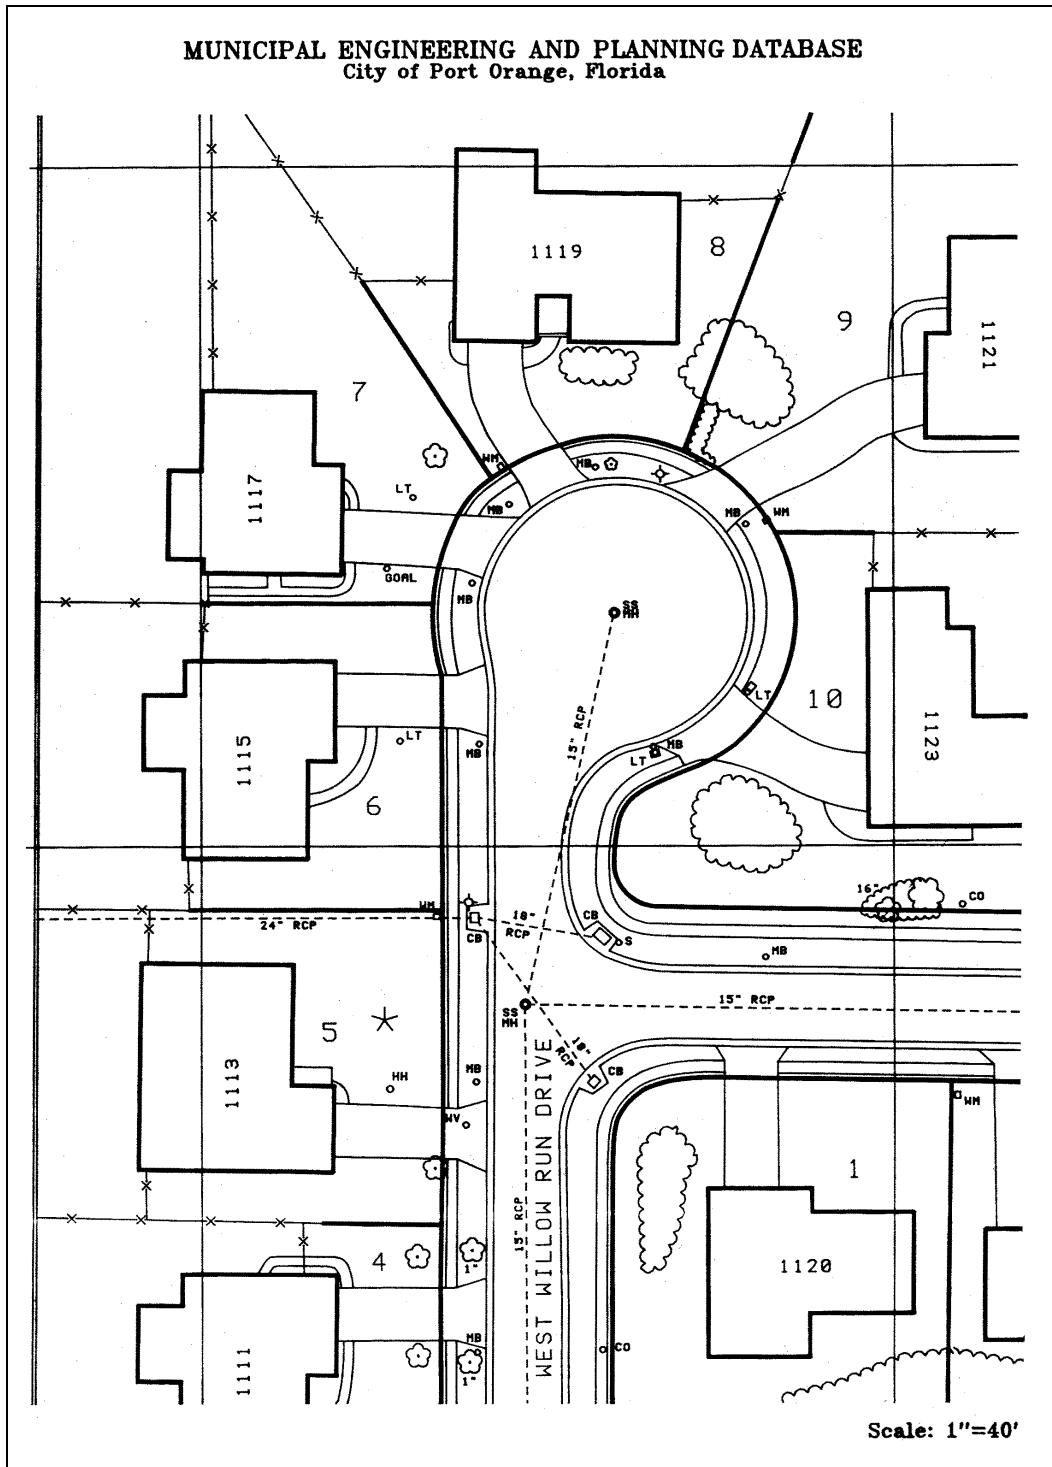 MUNICIPAL ENGINEERING AND PLANNING DATABASE
City of Port Orange, Florida
1119
8
9
1121
7
WM
MB
LT
1117
MB
MB
WM
GOAL
MB
SS
MH
LT
10
15" RCP
1123
LT
1115
MB
MB
LT
6
16"
CO
WM
24" RCP
CB
18"
RCP
CB
S
MB
15" RCP
SS
MH
5
18"
RCP
CB
1113
HH
MB
WV
WM
WEST WILLOW RUN DRIVE
1
15" RCP
4
1"
1120
MB
CO
1"
1111
Scale: 1"=40'